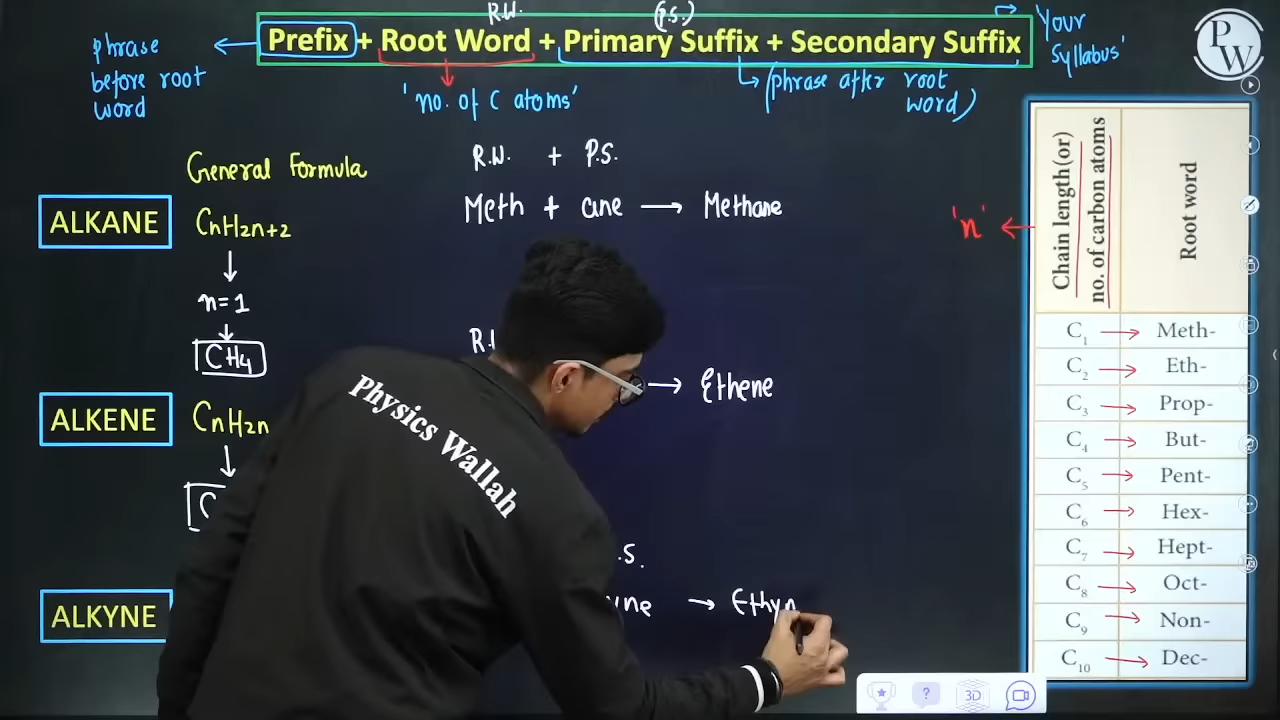 R.W.
(P.S.)
Prefix + Root Word + Primary Suffix + Secondary Suffix
Your
syllabus'
PW
phrase
before root
word
'no. of C atoms'
(phrase after root
word)
General Formula
R.W. + P.S.
ALKANE CnH2n+2
Meth + ane → Methane
n=1
CH4
ALKENE CnH2n
→ Ethene
ALKYNE
→ Ethyn
Physics Wallah
'n' ←
Chain length(or)
no. of carbon atoms
Root word
C1 → Meth-
C2 → Eth-
C3 → Prop-
C4 → But-
C5 → Pent-
C6 → Hex-
C7 → Hept-
C8 → Oct-
C9 → Non-
C10 → Dec-
? 3D